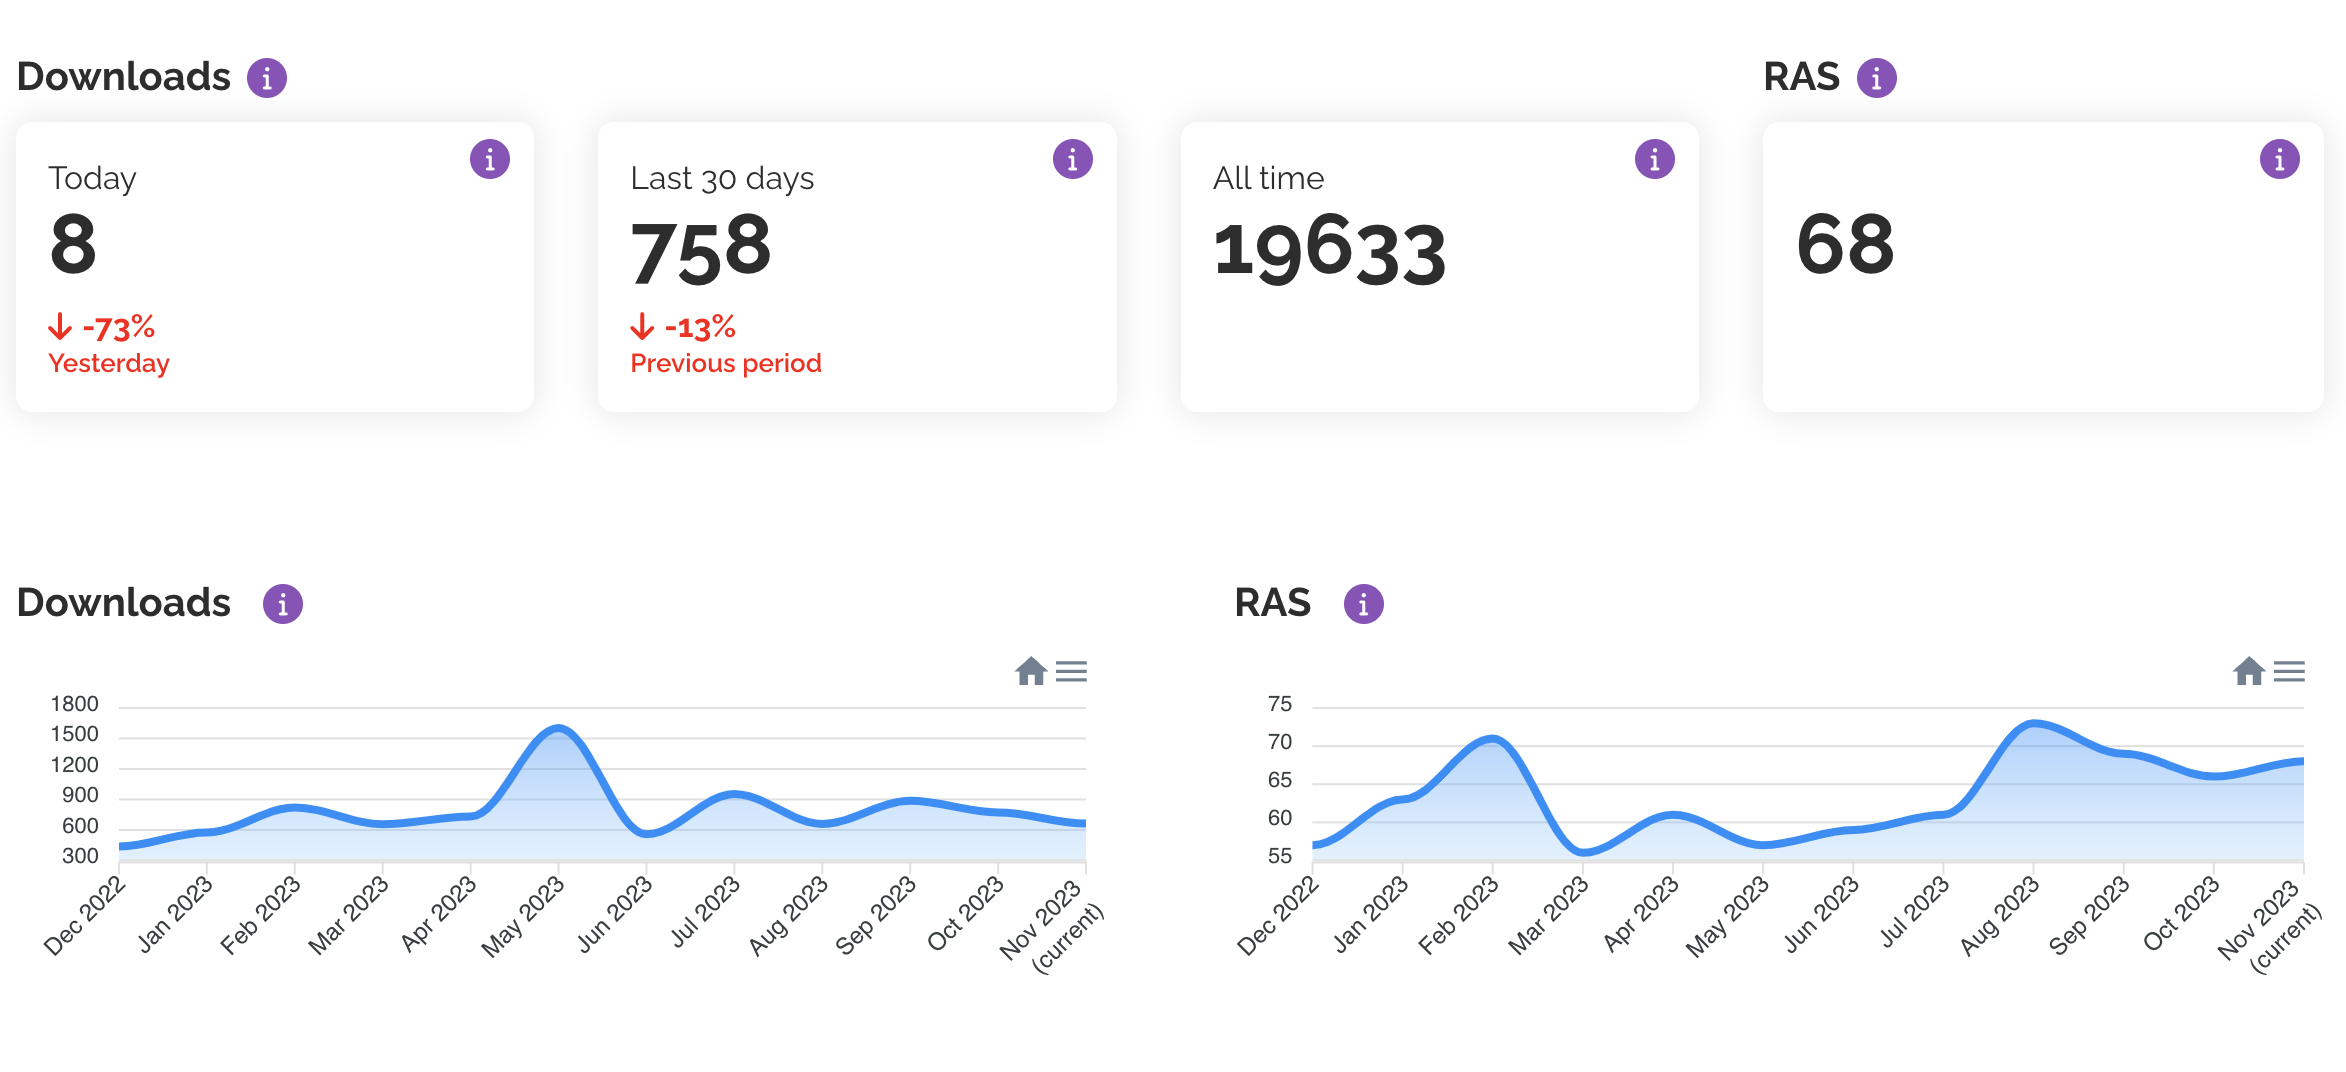 Downloads i
RAS i
Today i
8
-73%
Yesterday
Last 30 days i
758
-13%
Previous period
All time i
19633
i
68
Downloads i
1800
1500
1200
900
600
300
Dec 2022
Jan 2023
Feb 2023
Mar 2023
Apr 2023
May 2023
Jun 2023
Jul 2023
Aug 2023
Sep 2023
Oct 2023
Nov 2023
(current)
RAS i
75
70
65
60
55
Dec 2022
Jan 2023
Feb 2023
Mar 2023
Apr 2023
May 2023
Jun 2023
Jul 2023
Aug 2023
Sep 2023
Oct 2023
Nov 2023
(current)